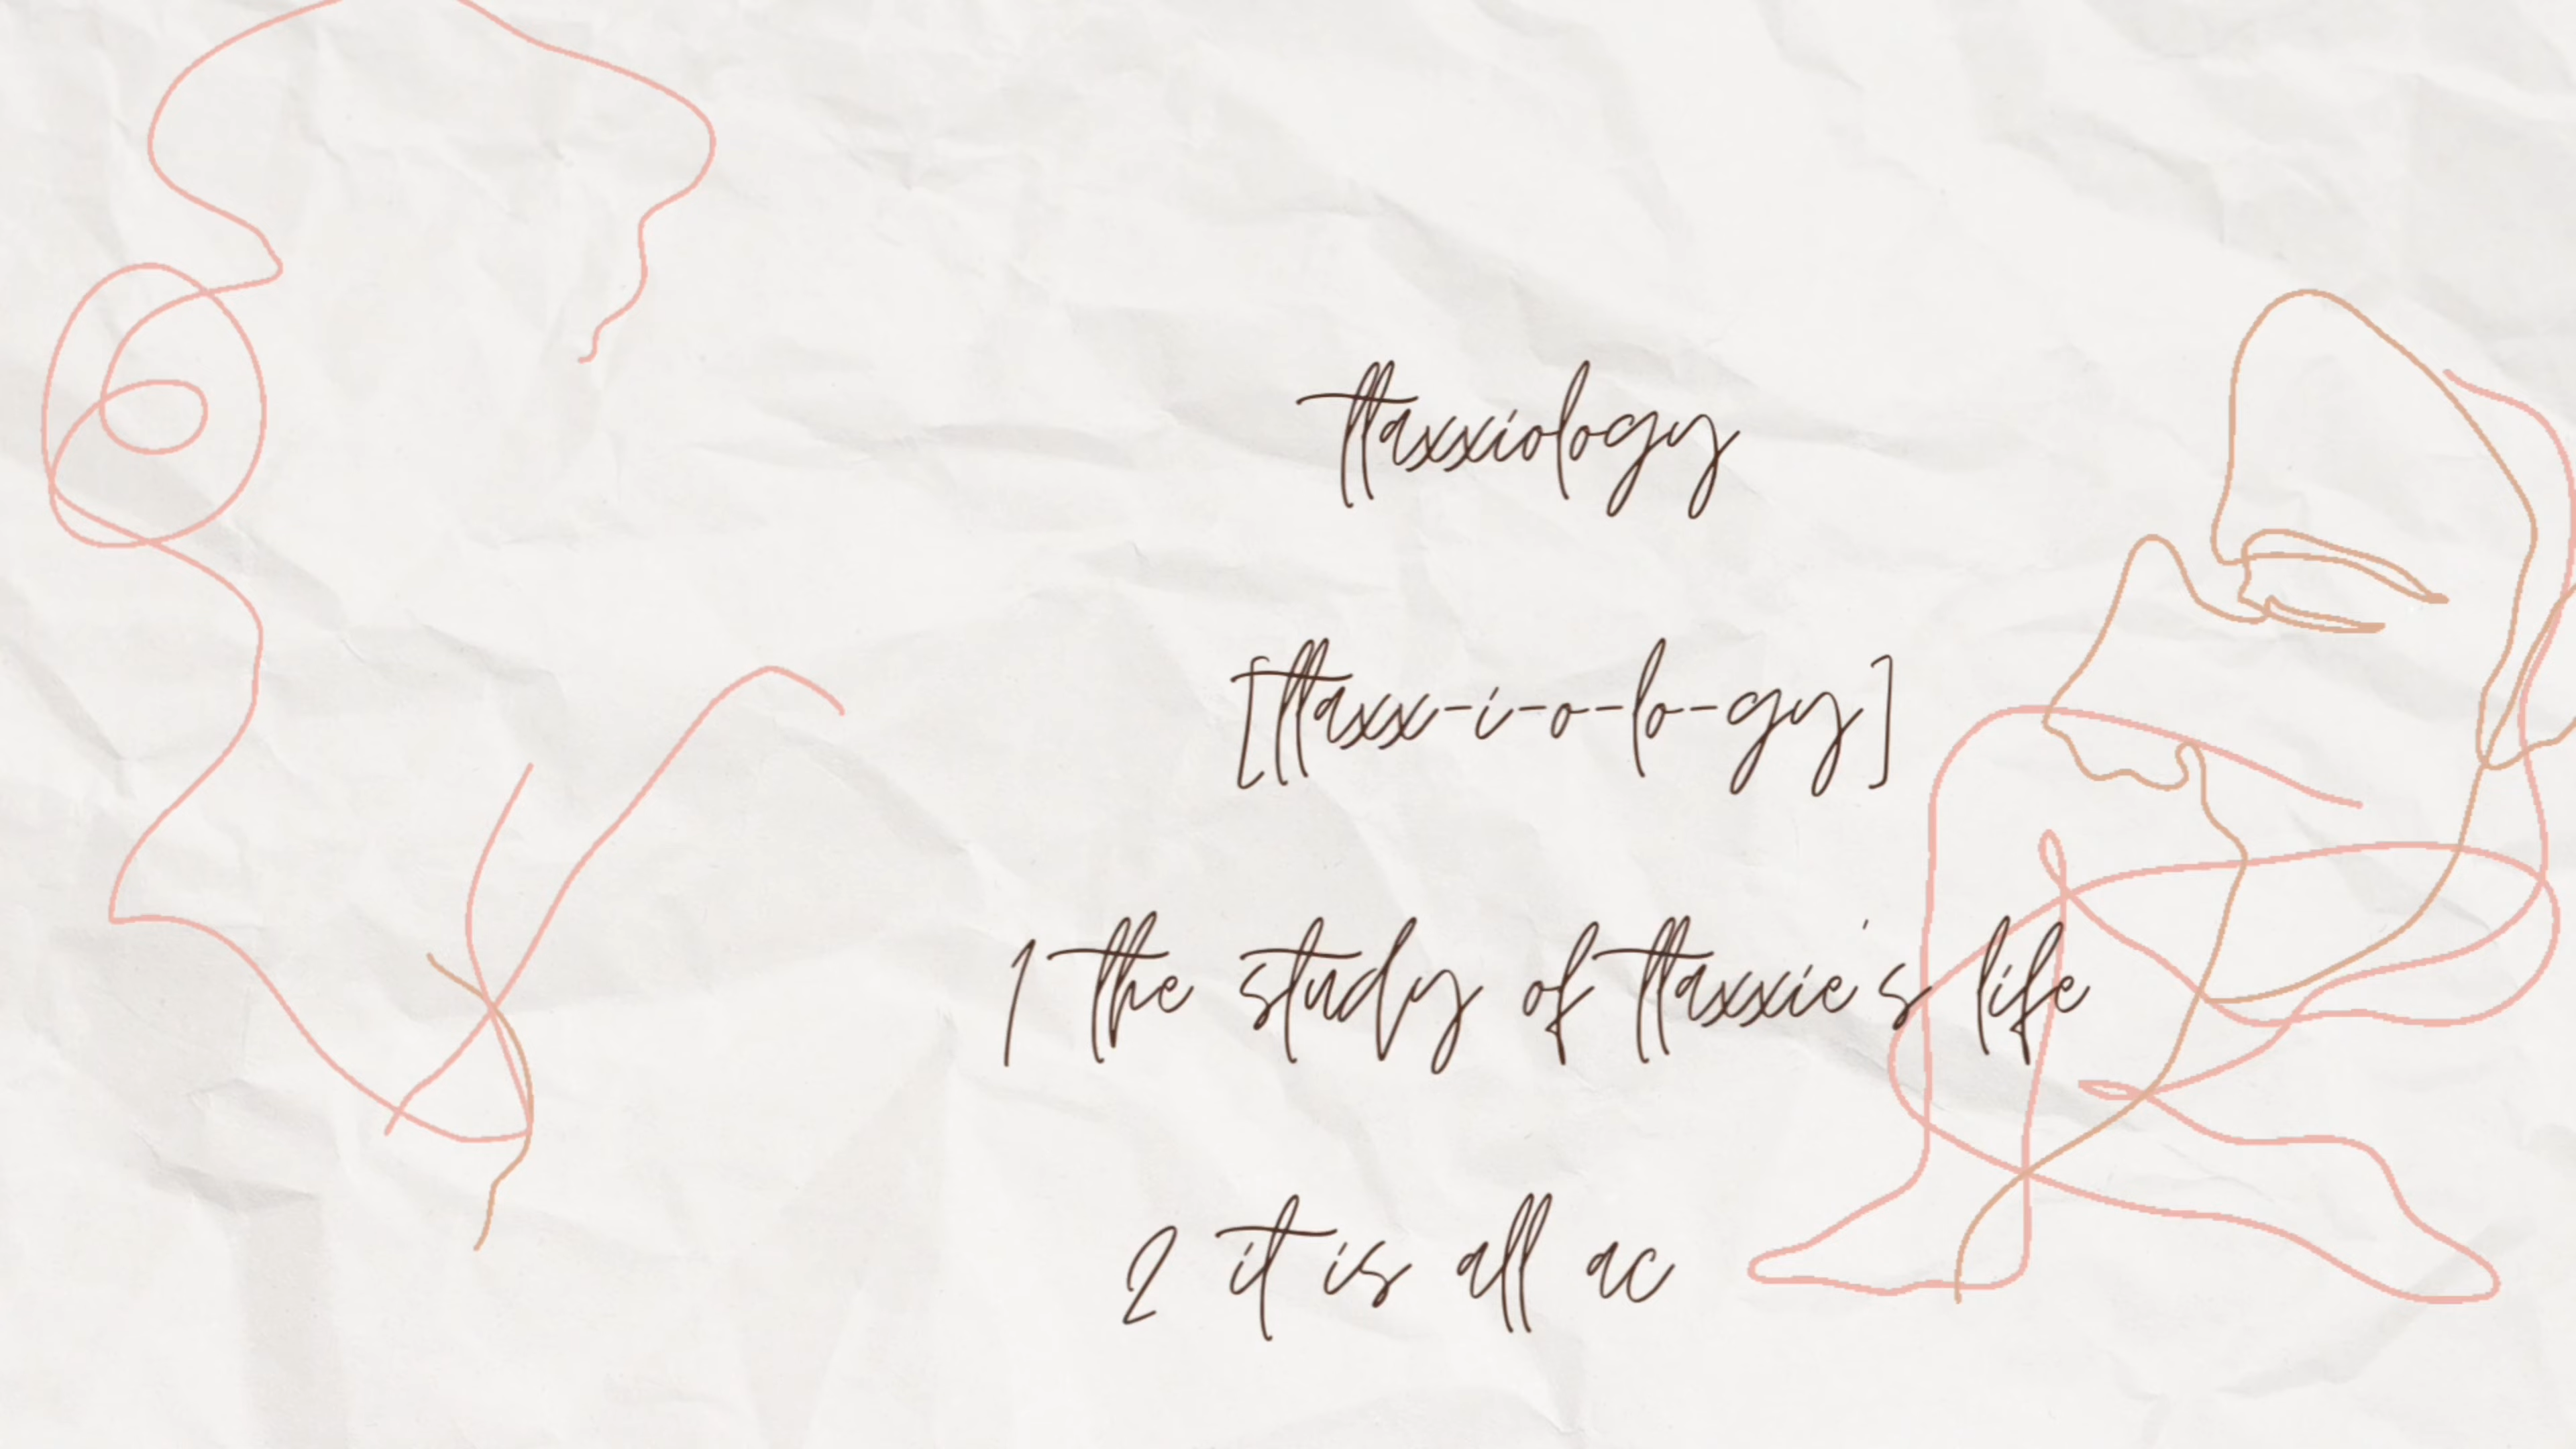 ttaxxiology
[ttaxx-i-o-lo-gy]
1 the study of ttaxxie's life
2 it is all ac